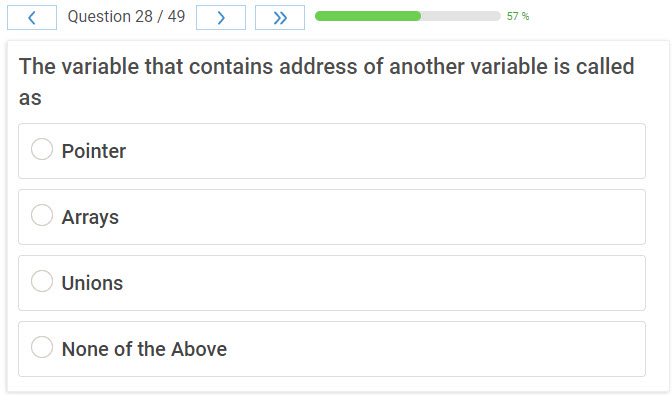 Question 28 / 49
57 %
The variable that contains address of another variable is called
as
Pointer
Arrays
Unions
None of the Above